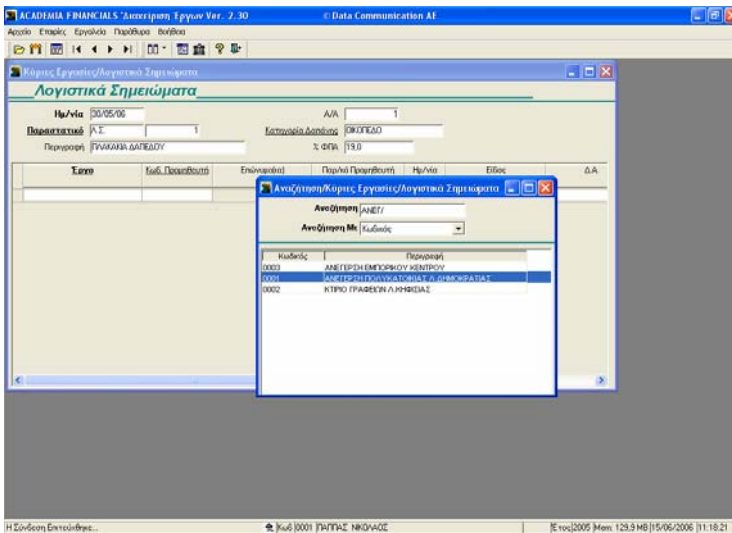 ACADEMIA FINANCIALS "Διαχείριση Έργων Ver. 2.30 © Data Communication AE
Αρχείο Εταιρίες Εργαλεία Παράθυρα Βοήθεια
Κύριες Εργασίες/Λογιστικά Σημειώματα
Λογιστικά Σημειώματα
Ημ/νία 30/05/06 Α/Α 1
Παραστατικό Λ.Σ. 1 Κατηγορία Δαπάνης ΟΙΚΟΠΕΔΟ
Περιγραφή ΠΛΑΚΑΚΙΑ ΔΑΠΕΔΟΥ % ΦΠΑ 19,0
Έργο Κωδ. Προμηθευτή Επωνυμία) Παρ/κό Προμηθευτή Ημ/νία Είδος Δ.Α.
Αναζήτηση/Κύριες Εργασίες/Λογιστικά Σημειώματα
Αναζήτηση ΑΝΕΓ/
Αναζήτηση Με Κωδικός
Κωδικός Περιγραφή
0003 ΑΝΕΓΕΡΣΗ ΕΜΠΟΡΙΚΟΥ ΚΕΝΤΡΟΥ
0001 ΑΝΕΓΕΡΣΗ ΠΟΛΥΚΑΤΟΙΚΙΑΣ Λ.ΔΗΜΟΚΡΑΤΙΑΣ
0002 ΚΤΙΡΙΟ ΓΡΑΦΕΙΩΝ Λ.ΚΗΦΙΣΙΑΣ
Η Σύνδεση Επιτεύχθηκε... Κωδ 0001 ΠΑΠΠΑΣ ΝΙΚΟΛΑΟΣ Έτος 2005 Mem: 129,9 MB 15/06/2006 11:18:21